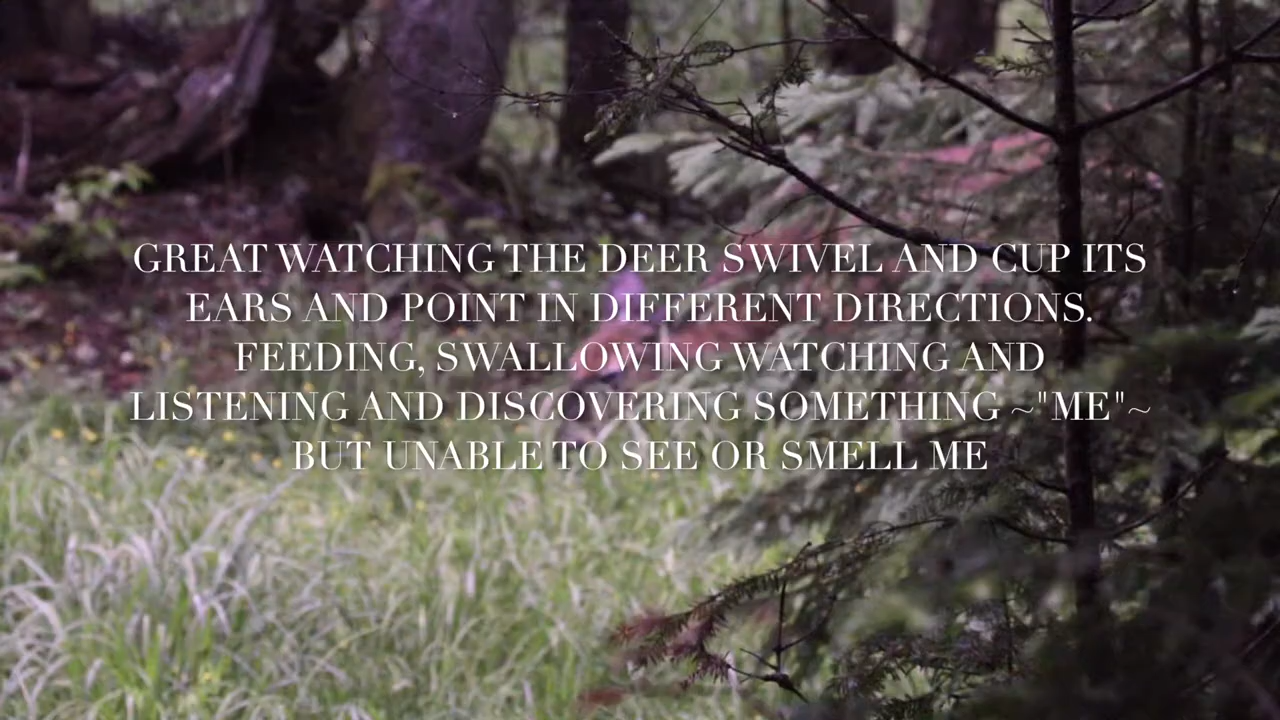 GREAT WATCHING THE DEER SWIVEL AND CUP ITS
EARS AND POINT IN DIFFERENT DIRECTIONS.
FEEDING, SWALLOWING WATCHING AND
LISTENING AND DISCOVERING SOMETHING ~"ME"~
BUT UNABLE TO SEE OR SMELL ME